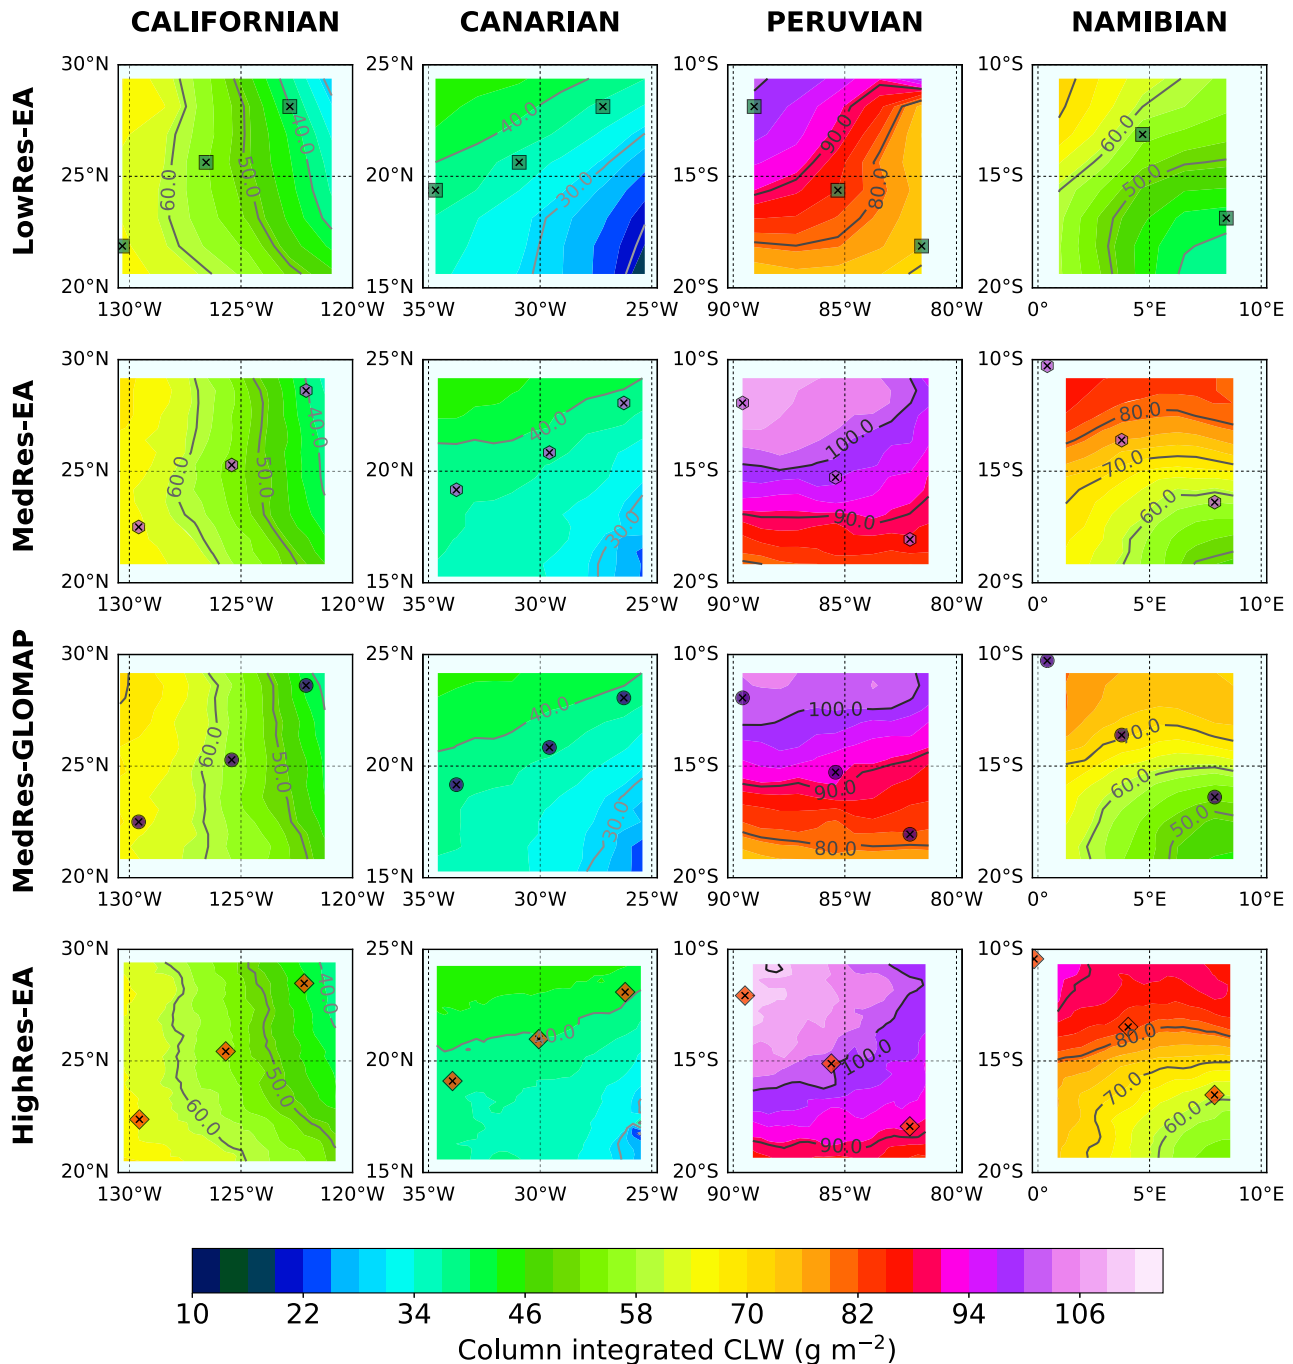 CALIFORNIAN CANARIAN PERUVIAN NAMIBIAN
LowRes-EA
30°N 25°N 10°S 10°S
25°N 20°N 15°S 15°S
20°N 15°N 20°S 20°S
60.0 50.0 40.0 40.0 30.0 90.0 80.0 60.0 50.0
130°W 125°W 120°W 35°W 30°W 25°W 90°W 85°W 80°W 0° 5°E 10°E
MedRes-EA
30°N 25°N 10°S 10°S
25°N 20°N 15°S 15°S
20°N 15°N 20°S 20°S
60.0 50.0 40.0 40.0 30.0 100.0 90.0 80.0 70.0 60.0
130°W 125°W 120°W 35°W 30°W 25°W 90°W 85°W 80°W 0° 5°E 10°E
MedRes-GLOMAP
30°N 25°N 10°S 10°S
25°N 20°N 15°S 15°S
20°N 15°N 20°S 20°S
60.0 50.0 40.0 30.0 100.0 90.0 80.0 70.0 60.0 50.0
130°W 125°W 120°W 35°W 30°W 25°W 90°W 85°W 80°W 0° 5°E 10°E
HighRes-EA
30°N 25°N 10°S 10°S
25°N 20°N 15°S 15°S
20°N 15°N 20°S 20°S
60.0 50.0 40.0 40.0 100.0 90.0 80.0 70.0 60.0
130°W 125°W 120°W 35°W 30°W 25°W 90°W 85°W 80°W 0° 5°E 10°E
10 22 34 46 58 70 82 94 106
Column integrated CLW (g m⁻²)